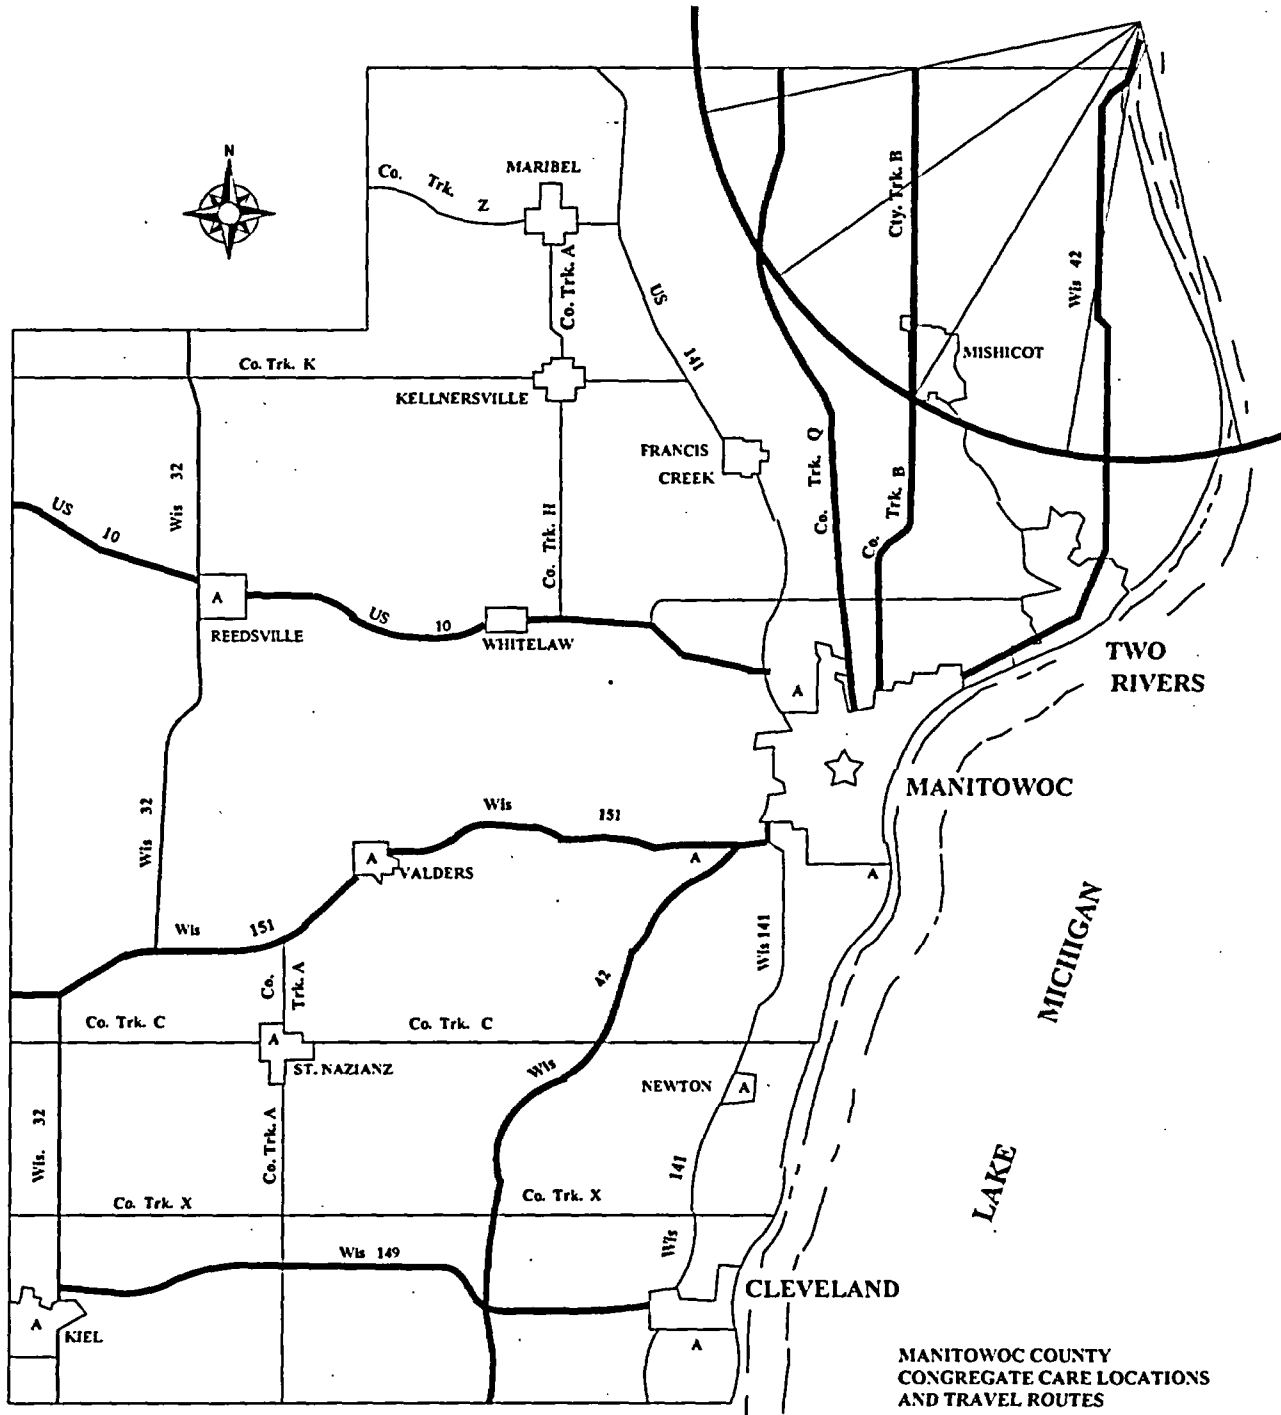 N
MARIBEL
Co. Trk. Z
Co. Trk. A
US 141
Cty. Trk. B
Wis 42
MISHICOT
Co. Trk. K
KELLNERSVILLE
FRANCIS
CREEK
Co. Trk. Q
Co. Trk. B
Wis 32
US 10
Co. Trk. H
A
REEDSVILLE
US 10
WHITELAW
TWO
RIVERS
A
MANITOWOC
Wis 32
Wis 151
A
VALDERS
A
A
Wis 151
Wis 141
MICHIGAN
Co. Trk. A
42
Co. Trk. C
A
Co. Trk. C
ST. NAZIANZ
Wis
NEWTON A
Wis. 32
Co. Trk. A
141
LAKE
Co. Trk. X
Co. Trk. X
Wis
Wis 149
CLEVELAND
A
KIEL
A
MANITOWOC COUNTY
CONGREGATE CARE LOCATIONS
AND TRAVEL ROUTES